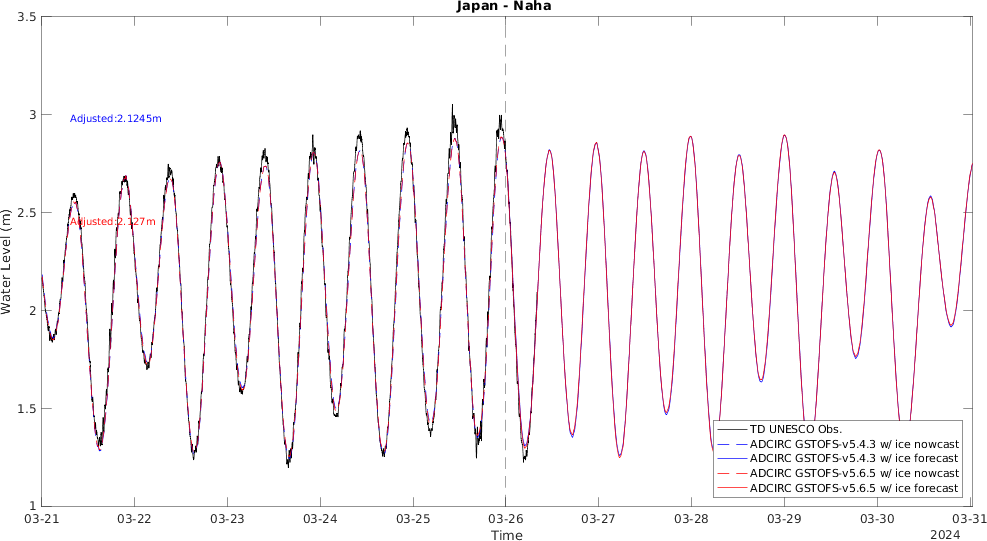 Japan - Naha
3.5
3
2.5
2
1.5
1
Water Level (m)
Adjusted:2.1245m
Adjusted:2.127m
TD UNESCO Obs.
ADCIRC GSTOFS-v5.4.3 w/ ice nowcast
ADCIRC GSTOFS-v5.4.3 w/ ice forecast
ADCIRC GSTOFS-v5.6.5 w/ ice nowcast
ADCIRC GSTOFS-v5.6.5 w/ ice forecast
03-21 03-22 03-23 03-24 03-25 03-26 03-27 03-28 03-29 03-30 03-31
Time
2024